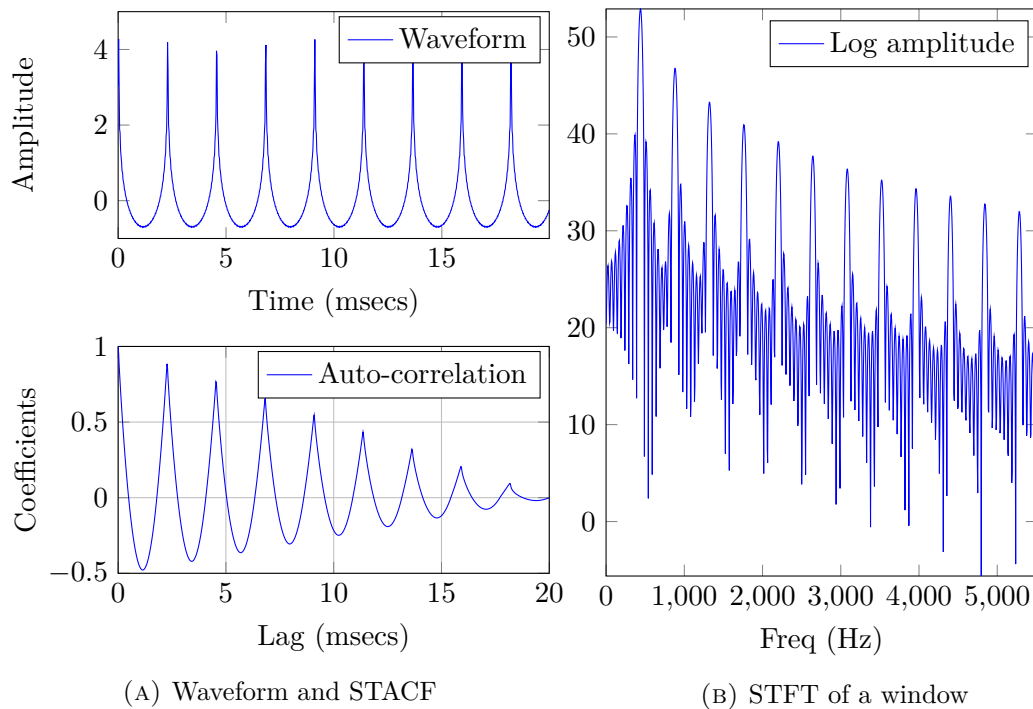 Waveform
4
2
0
Amplitude
0 5 10 15
Time (msecs)
Auto-correlation
1
0.5
0
−0.5
Coefficients
0 5 10 15 20
Lag (msecs)
(A) Waveform and STACF
Log amplitude
50
40
30
20
10
0
0 1,000 2,000 3,000 4,000 5,000
Freq (Hz)
(B) STFT of a window